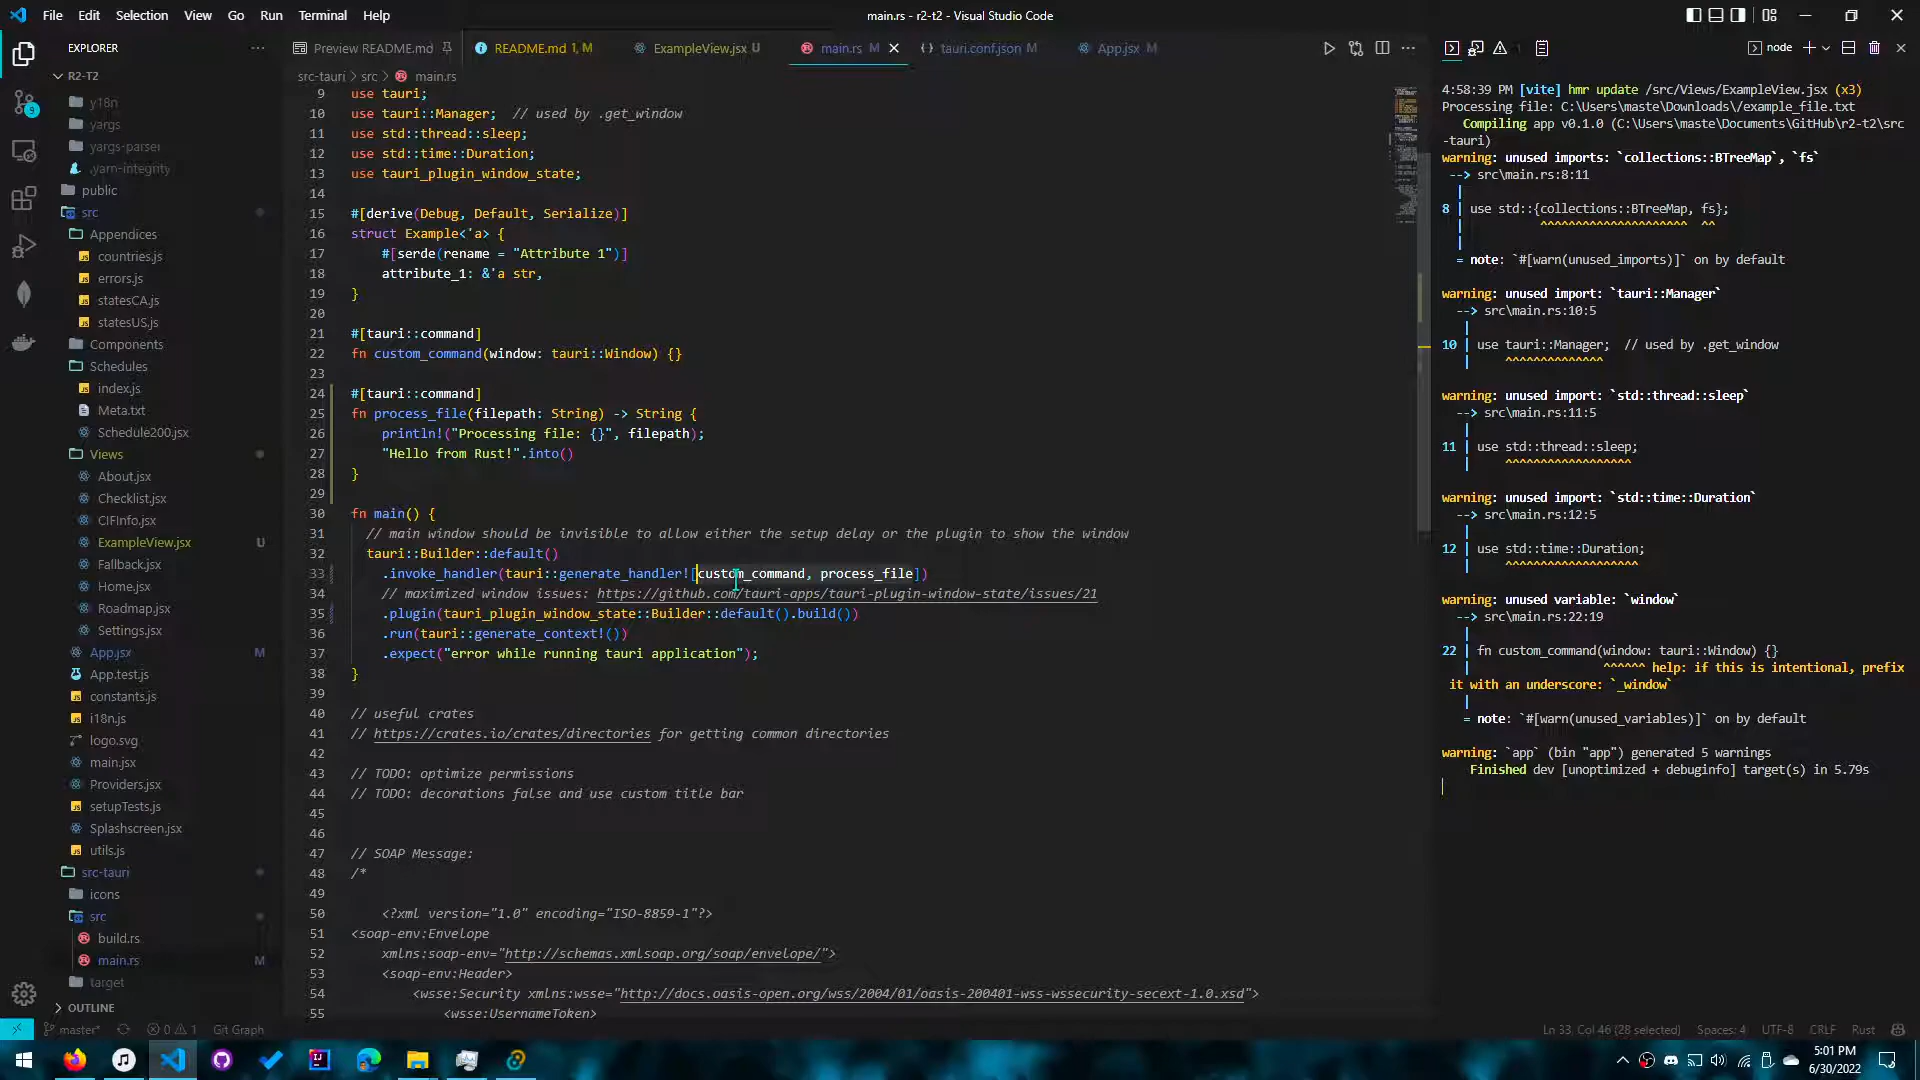 File Edit Selection View Go Run Terminal Help
main.rs - r2-t2 - Visual Studio Code
EXPLORER
R2-T2
y18n
yargs
yargs-parser
.yarn-integrity
public
src
Appendices
countries.js
errors.js
statesCA.js
statesUS.js
Components
Schedules
index.js
Meta.txt
Schedule200.jsx
Views
About.jsx
Checklist.jsx
CIFInfo.jsx
ExampleView.jsx U
Fallback.jsx
Home.jsx
Roadmap.jsx
Settings.jsx
App.jsx M
App.test.js
constants.js
i18n.js
logo.svg
main.jsx
Providers.jsx
setupTests.js
Splashscreen.jsx
utils.js
src-tauri
icons
src
build.rs
main.rs M
target
OUTLINE
Preview README.md README.md 1, M ExampleView.jsx U main.rs M tauri.conf.json M App.jsx M
src-tauri > src > main.rs
9 use tauri;
10 use tauri::Manager;  // used by .get_window
11 use std::thread::sleep;
12 use std::time::Duration;
13 use tauri_plugin_window_state;
14
15 #[derive(Debug, Default, Serialize)]
16 struct Example<'a> {
17     #[serde(rename = "Attribute 1")]
18     attribute_1: &'a str,
19 }
20
21 #[tauri::command]
22 fn custom_command(window: tauri::Window) {}
23
24 #[tauri::command]
25 fn process_file(filepath: String) -> String {
26     println!("Processing file: {}", filepath);
27     "Hello from Rust!".into()
28 }
29
30 fn main() {
31   // main window should be invisible to allow either the setup delay or the plugin to show the window
32   tauri::Builder::default()
33     .invoke_handler(tauri::generate_handler![custom_command, process_file])
34     // maximized window issues: https://github.com/tauri-apps/tauri-plugin-window-state/issues/21
35     .plugin(tauri_plugin_window_state::Builder::default().build())
36     .run(tauri::generate_context!())
37     .expect("error while running tauri application");
38 }
39
40 // useful crates
41 // https://crates.io/crates/directories for getting common directories
42
43 // TODO: optimize permissions
44 // TODO: decorations false and use custom title bar
45
46
47 // SOAP Message:
48 /*
49
50     <?xml version="1.0" encoding="ISO-8859-1"?>
51 <soap-env:Envelope
52     xmlns:soap-env="http://schemas.xmlsoap.org/soap/envelope/">
53     <soap-env:Header>
54         <wsse:Security xmlns:wsse="http://docs.oasis-open.org/wss/2004/01/oasis-200401-wss-wssecurity-secext-1.0.xsd">
55             <wsse:UsernameToken>
node
4:58:39 PM [vite] hmr update /src/Views/ExampleView.jsx (x3)
Processing file: C:\Users\maste\Downloads\/example_file.txt
Compiling app v0.1.0 (C:\Users\maste\Documents\GitHub\r2-t2\src
-tauri)
warning: unused imports: `collections::BTreeMap`, `fs`
--> src\main.rs:8:11
|
8 | use std::{collections::BTreeMap, fs};
| ^^^^^^^^^^^^^^^^^^^^^ ^^
|
= note: `#[warn(unused_imports)]` on by default
warning: unused import: `tauri::Manager`
--> src\main.rs:10:5
|
10 | use tauri::Manager;  // used by .get_window
| ^^^^^^^^^^^^^^
warning: unused import: `std::thread::sleep`
--> src\main.rs:11:5
|
11 | use std::thread::sleep;
| ^^^^^^^^^^^^^^^^^^
warning: unused import: `std::time::Duration`
--> src\main.rs:12:5
|
12 | use std::time::Duration;
| ^^^^^^^^^^^^^^^^^^^
warning: unused variable: `window`
--> src\main.rs:22:19
|
22 | fn custom_command(window: tauri::Window) {}
| ^^^^^^ help: if this is intentional, prefix
it with an underscore: `_window`
|
= note: `#[warn(unused_variables)]` on by default
warning: `app` (bin "app") generated 5 warnings
Finished dev [unoptimized + debuginfo] target(s) in 5.79s
master* 0 1 Git Graph
Ln 33, Col 46 (28 selected) Spaces: 4 UTF-8 CRLF Rust
5:01 PM
6/30/2022